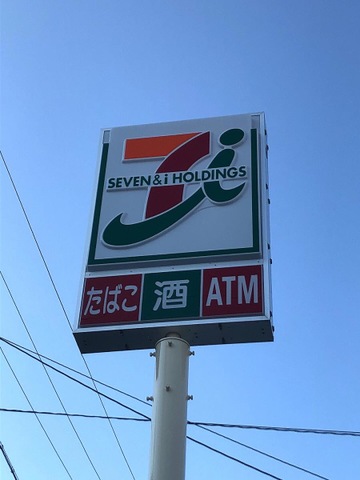 SEVEN & i HOLDINGS
たばこ 酒 ATM